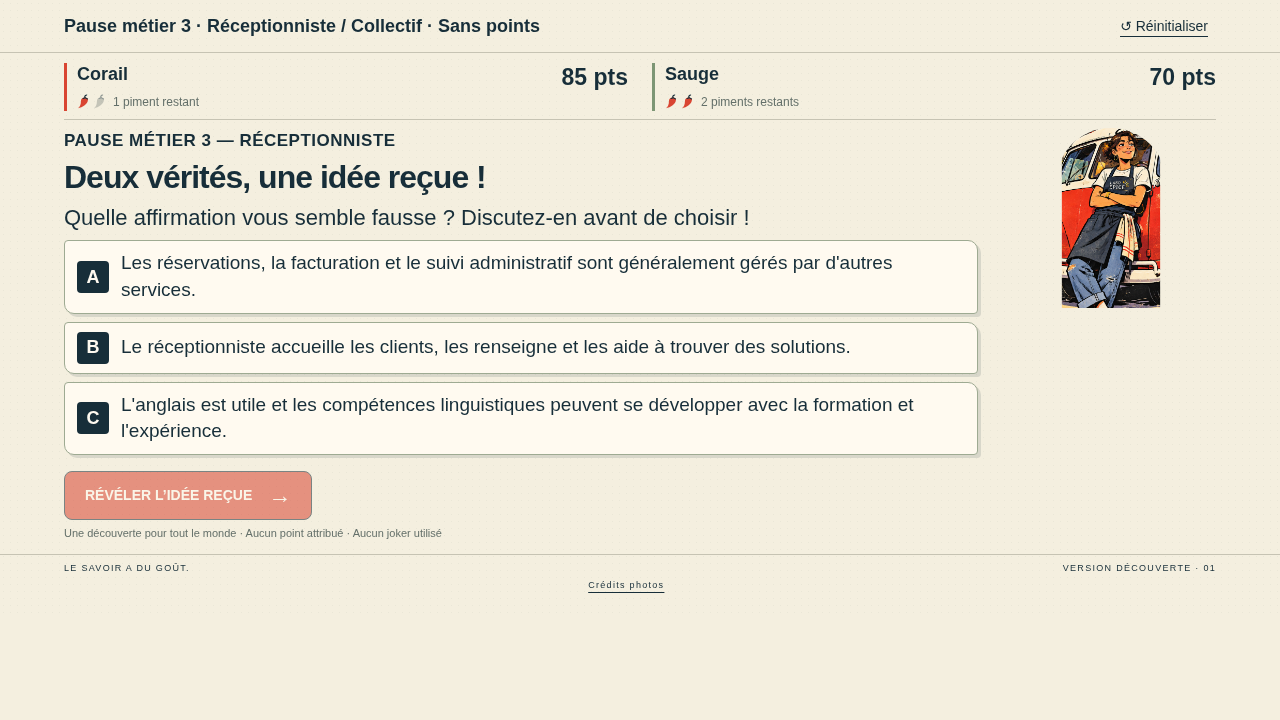 Pause métier 3 · Réceptionniste / Collectif · Sans points
↺ Réinitialiser
Corail
85 pts
1 piment restant
Sauge
70 pts
2 piments restants
PAUSE MÉTIER 3 — RÉCEPTIONNISTE
Deux vérités, une idée reçue !
Quelle affirmation vous semble fausse ? Discutez-en avant de choisir !
A
Les réservations, la facturation et le suivi administratif sont généralement gérés par d'autres
services.
B
Le réceptionniste accueille les clients, les renseigne et les aide à trouver des solutions.
C
L'anglais est utile et les compétences linguistiques peuvent se développer avec la formation et
l'expérience.
RÉVÉLER L'IDÉE REÇUE →
Une découverte pour tout le monde · Aucun point attribué · Aucun joker utilisé
LE SAVOIR A DU GOÛT.
VERSION DÉCOUVERTE · 01
Crédits photos